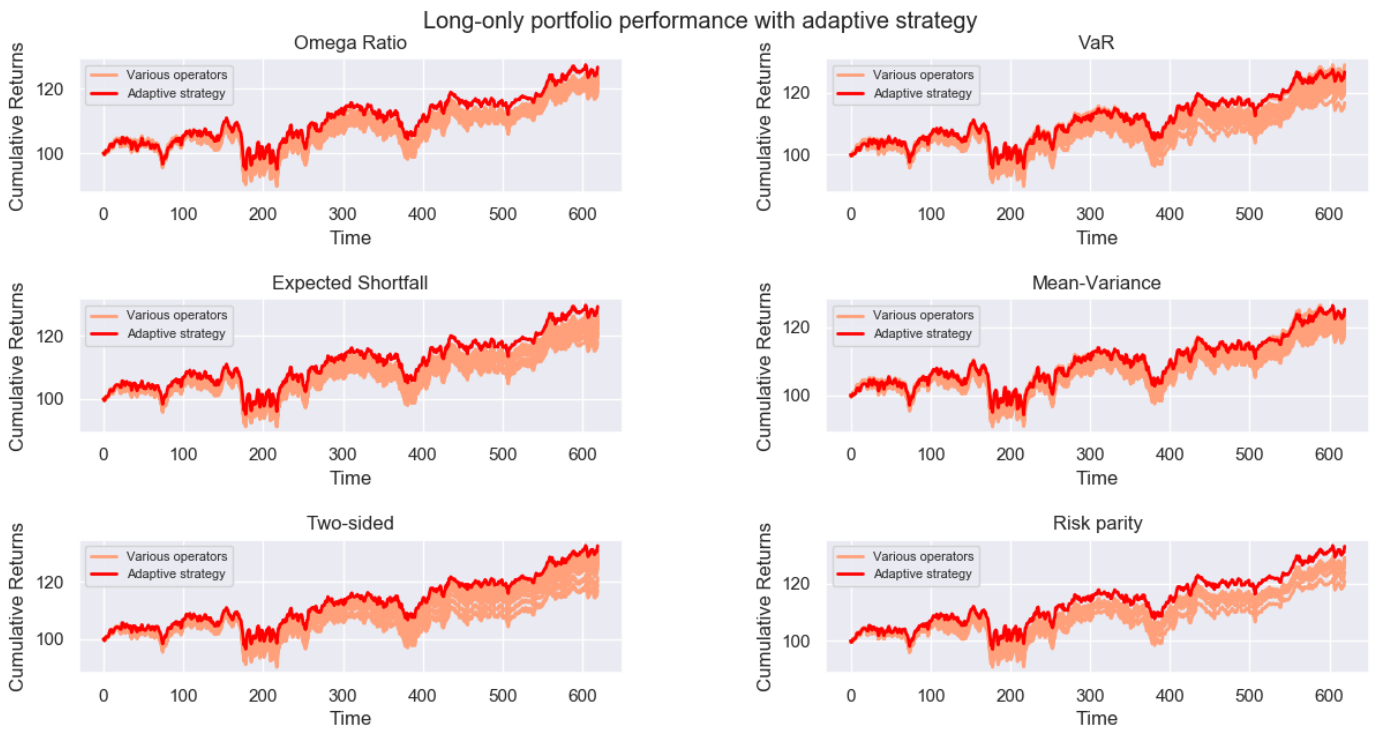 Long-only portfolio performance with adaptive strategy
Omega Ratio
Cumulative Returns
120
100
Various operators
Adaptive strategy
0 100 200 300 400 500 600
Time
VaR
Cumulative Returns
120
100
Various operators
Adaptive strategy
0 100 200 300 400 500 600
Time
Expected Shortfall
Cumulative Returns
120
100
Various operators
Adaptive strategy
0 100 200 300 400 500 600
Time
Mean-Variance
Cumulative Returns
120
100
Various operators
Adaptive strategy
0 100 200 300 400 500 600
Time
Two-sided
Cumulative Returns
120
100
Various operators
Adaptive strategy
0 100 200 300 400 500 600
Time
Risk parity
Cumulative Returns
120
100
Various operators
Adaptive strategy
0 100 200 300 400 500 600
Time